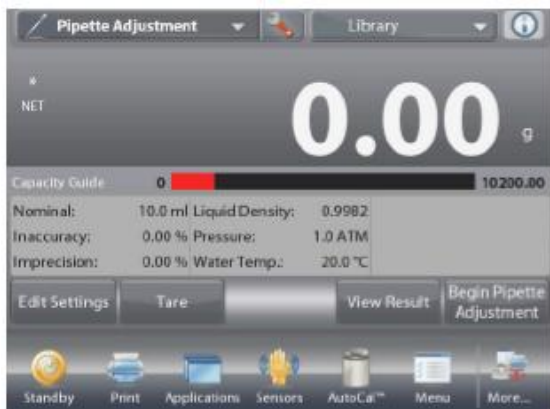 Pipette Adjustment Library
*
NET
0.00 g
Capacity Guide 0 10200.00
Nominal: 10.0 ml Liquid Density: 0.9982
Inaccuracy: 0.00 % Pressure: 1.0 ATM
Imprecision: 0.00 % Water Temp.: 20.0 °C
Edit Settings Tare View Result Begin Pipette
Adjustment
Standby Print Applications Sensors AutoCal™ Menu More...